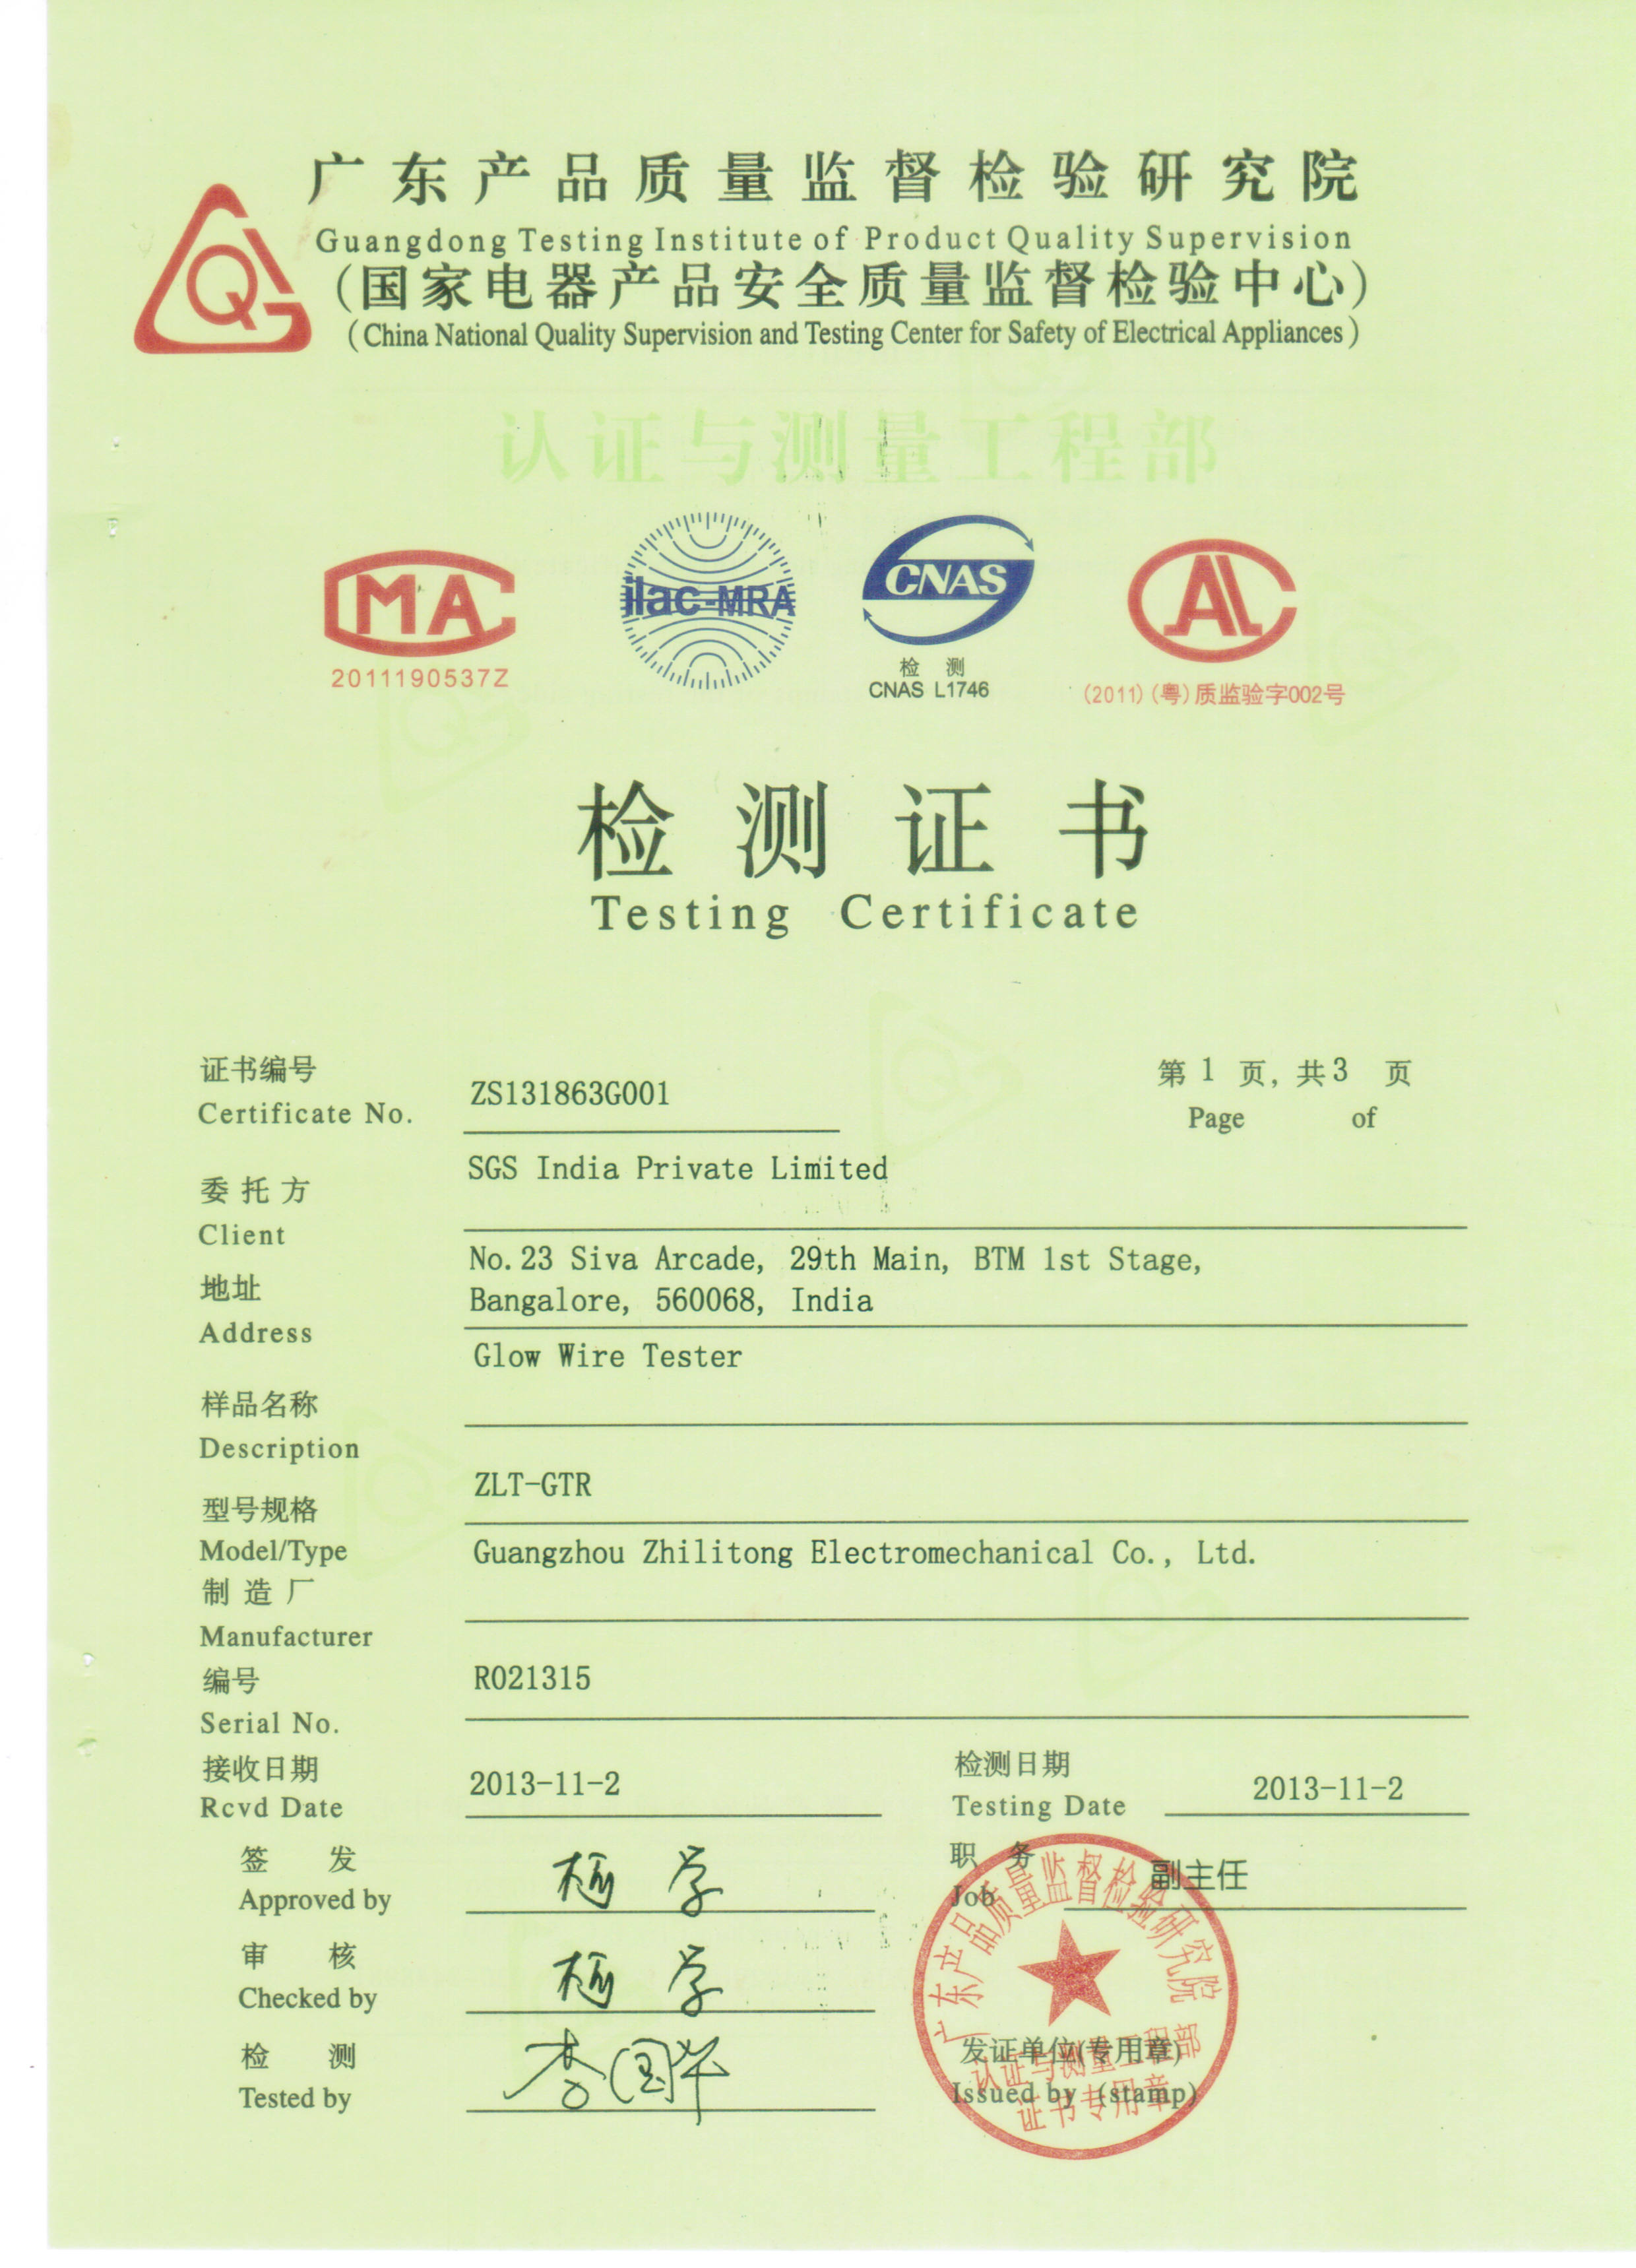 广东产品质量监督检验研究院
Guangdong Testing Institute of Product Quality Supervision
(国家电器产品安全质量监督检验中心)
(China National Quality Supervision and Testing Center for Safety of Electrical Appliances)
认证与测量工程部
QG
MA
2011190537Z
ilac-MRA
CNAS
检 测
CNAS L1746
AL
(2011)(粤)质监验字002号
检测证书
Testing Certificate
证书编号
Certificate No. ZS131863G001
第 1 页, 共 3 页
Page of
委托方
Client SGS India Private Limited
地址
Address No.23 Siva Arcade, 29th Main, BTM 1st Stage,
Bangalore, 560068, India
样品名称
Description Glow Wire Tester
型号规格
Model/Type ZLT-GTR
制造厂
Manufacturer Guangzhou Zhilitong Electromechanical Co., Ltd.
编号
Serial No. R021315
接收日期
Rcvd Date 2013-11-2
检测日期
Testing Date 2013-11-2
签 发
Approved by
职 务
Job 副主任
审 核
Checked by
检 测
Tested by 李国华
发证单位(专用章)
Issued by (stamp)
广东产品质量监督检验研究院
认证与测量工程部
证书专用章